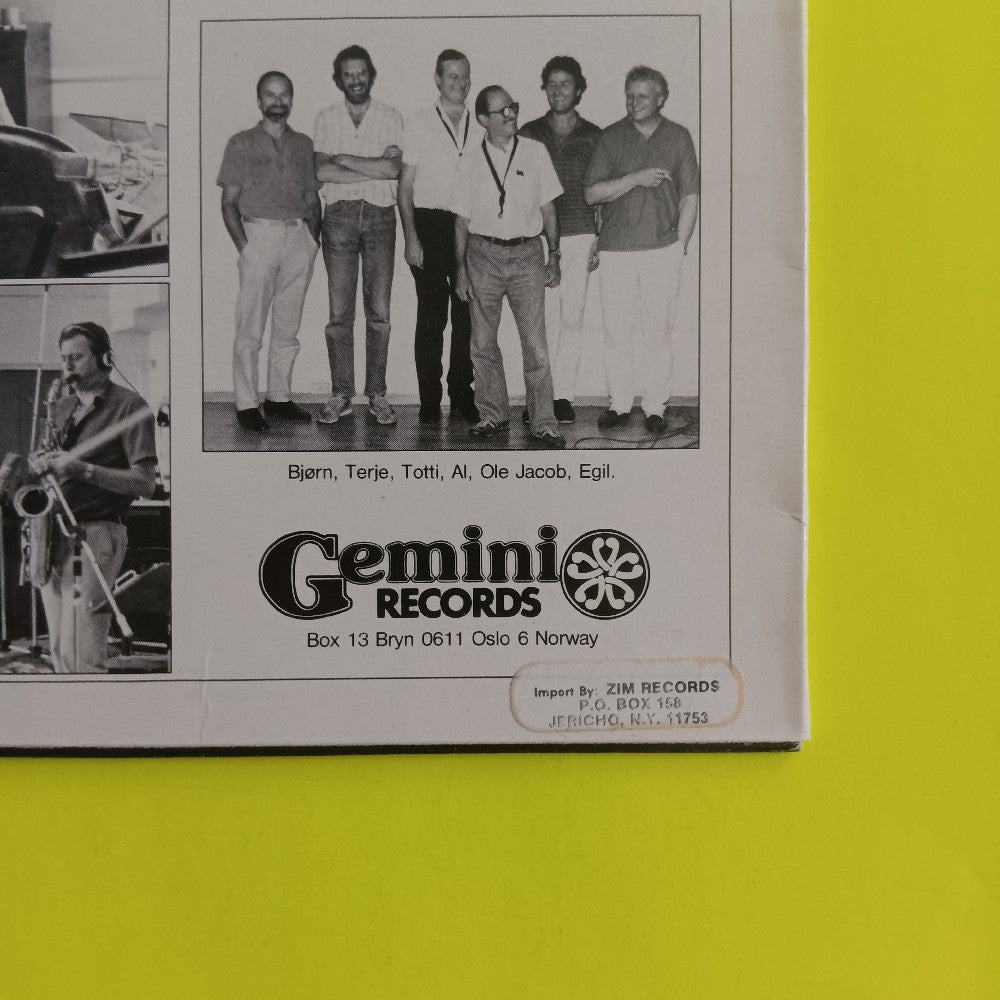 Bjørn, Terje, Totti, Al, Ole Jacob, Egil.
Gemini
RECORDS
Box 13 Bryn 0611 Oslo 6 Norway
Import By: ZIM RECORDS
P.O. BOX 158
JERICHO, N.Y. 11753